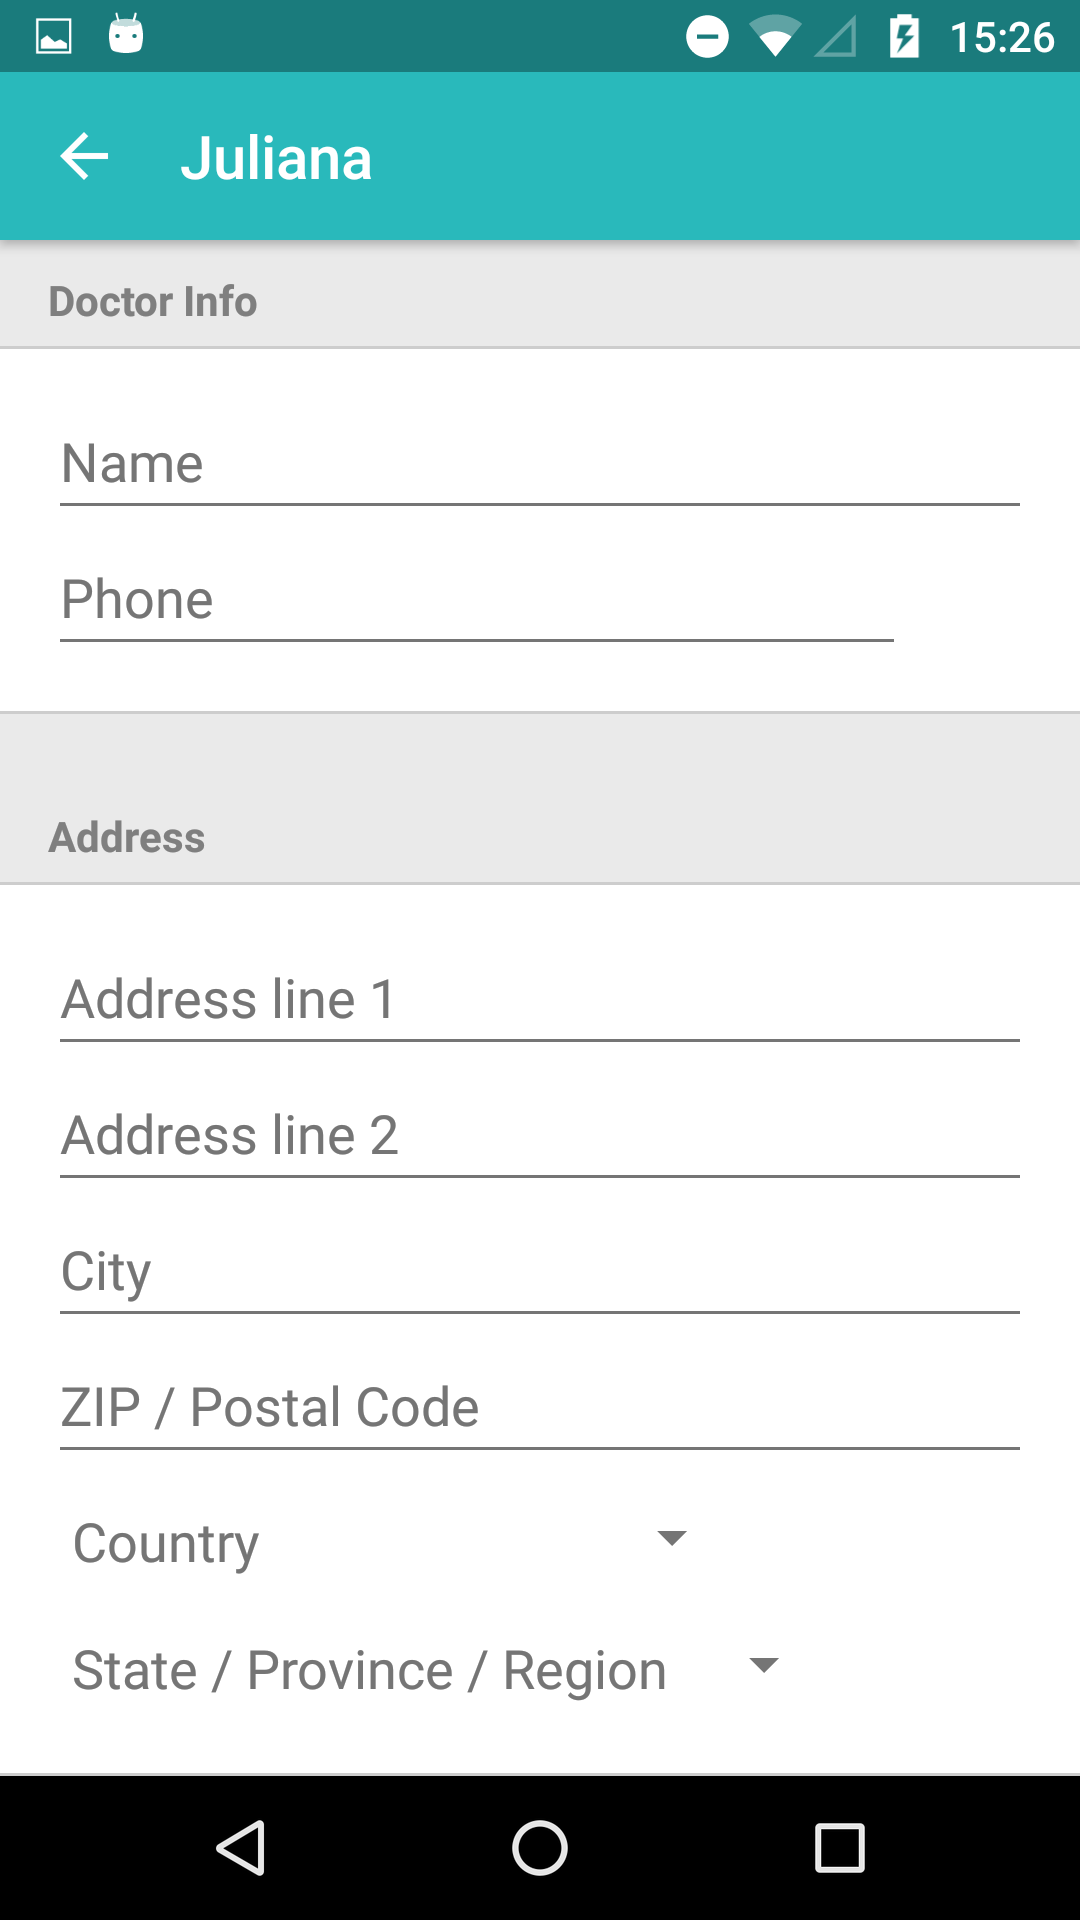 15:26
Juliana
Doctor Info
Name
Phone
Address
Address line 1
Address line 2
City
ZIP / Postal Code
Country
State / Province / Region